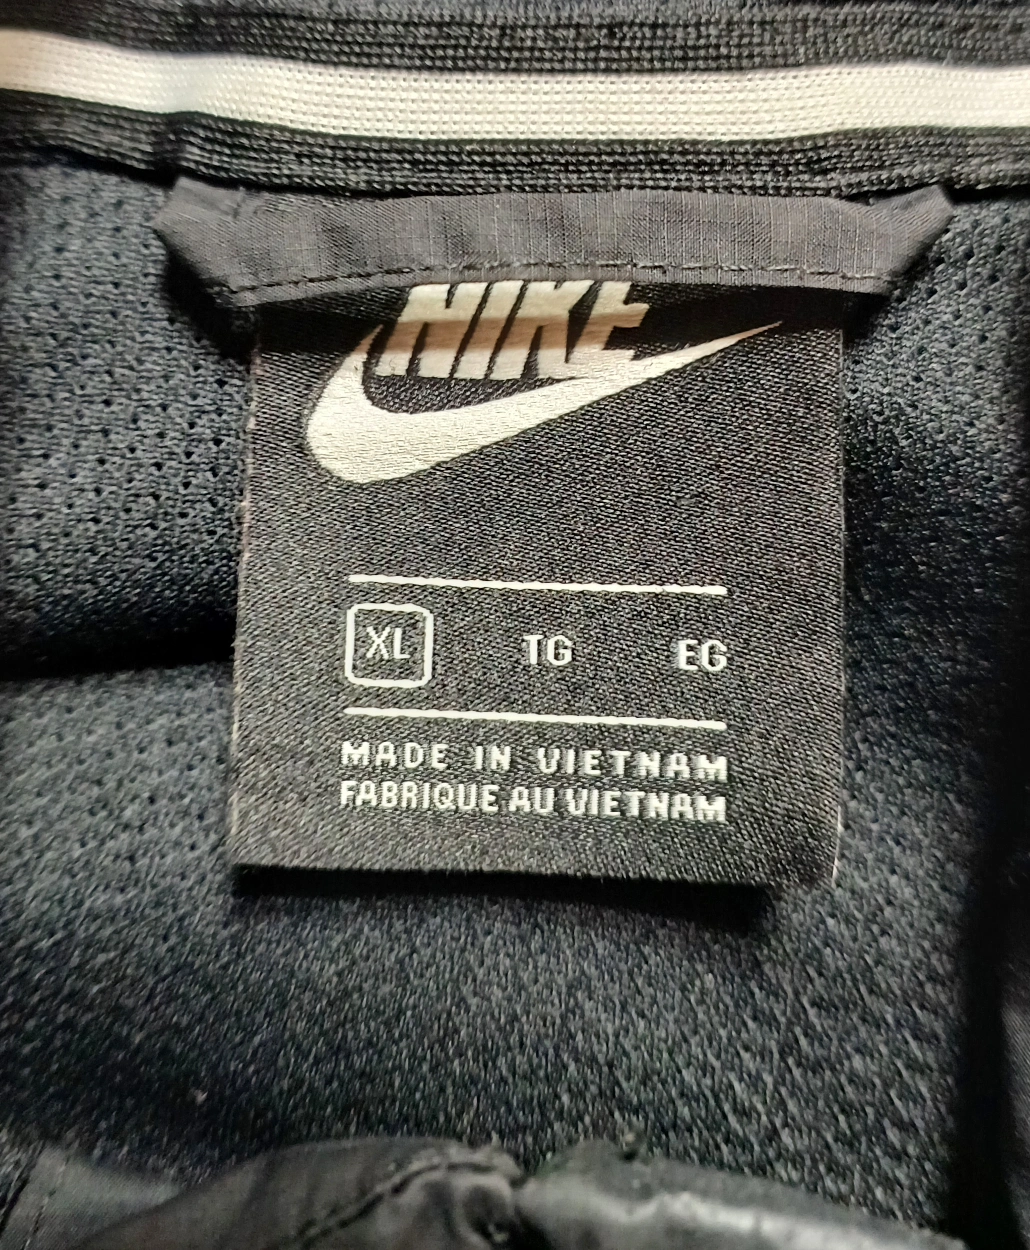 NIKE
XL TG EG
MADE IN VIETNAM
FABRIQUE AU VIETNAM